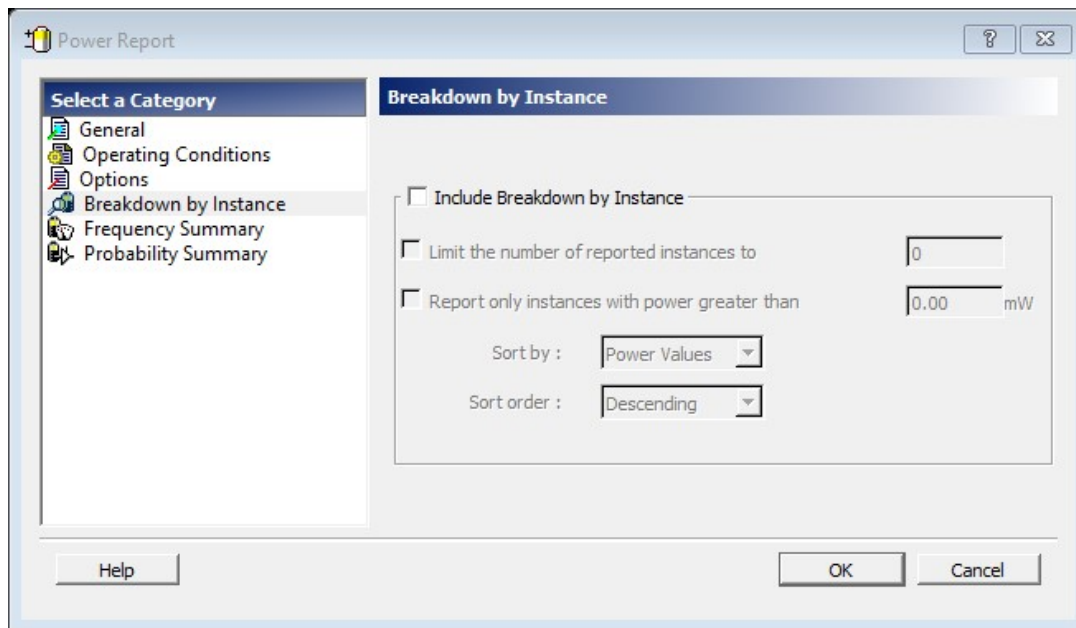 Power Report
Select a Category
General
Operating Conditions
Options
Breakdown by Instance
Frequency Summary
Probability Summary
Breakdown by Instance
Include Breakdown by Instance
Limit the number of reported instances to 0
Report only instances with power greater than 0.00 mW
Sort by : Power Values
Sort order : Descending
Help OK Cancel